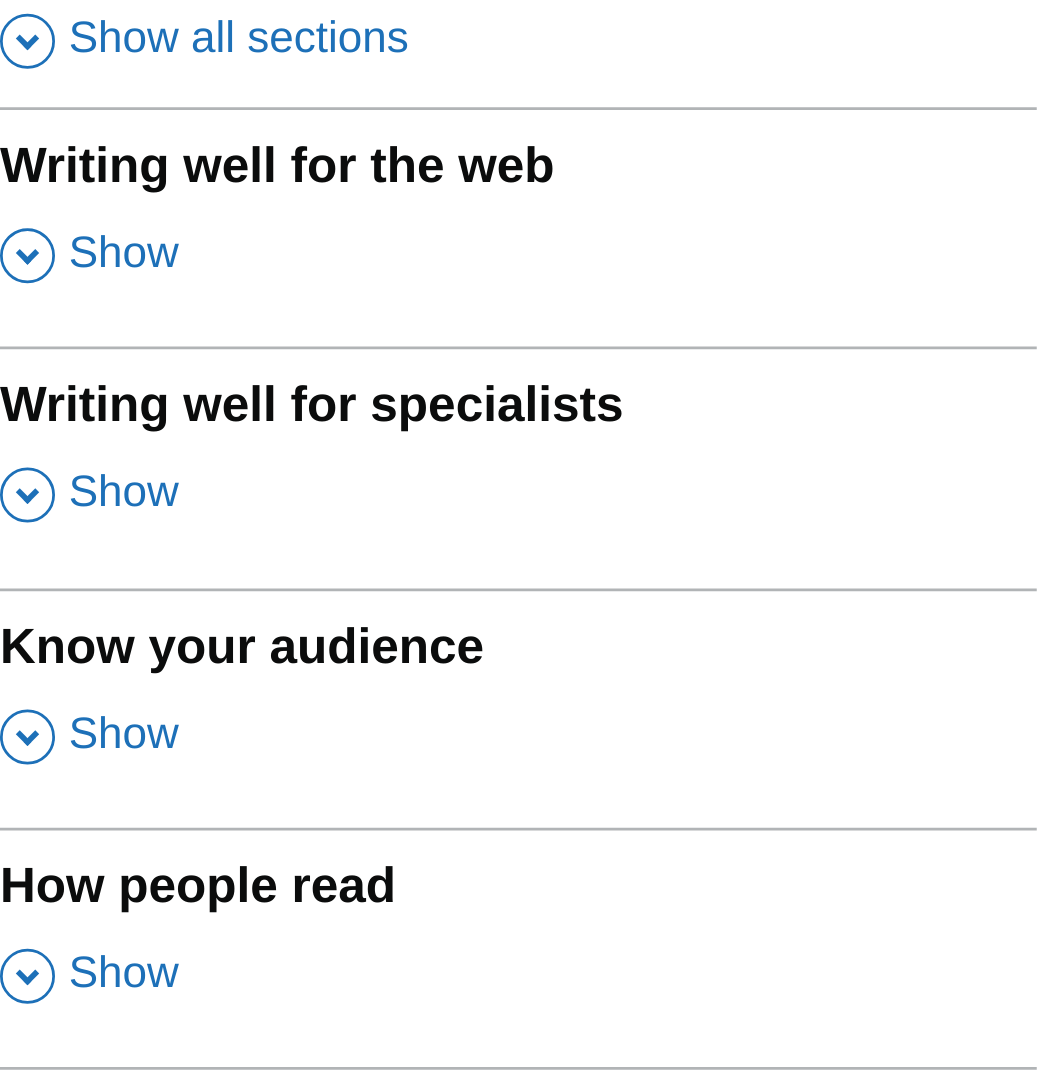 Show all sections
Writing well for the web
Show
Writing well for specialists
Show
Know your audience
Show
How people read
Show